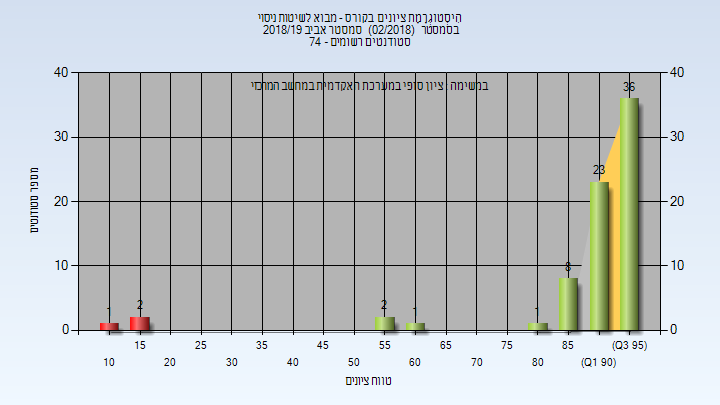 היסטוגרמת ציונים בקורס - מבוא לשיטות ניסוי
בסמסטר (02/2018) סמסטר אביב 2018/19
סטודנטים רשומים - 74
במשימה : ציון סופי במערכת האקדמית במחשב המרכזי
מספר סטודנטים
40 40
30 30
20 20
10 10
0 0
1 2 2 1 1 8 23 36
15 25 35 45 55 65 75 85 (Q3 95)
10 20 30 40 50 60 70 80 (Q1 90)
טווח ציונים